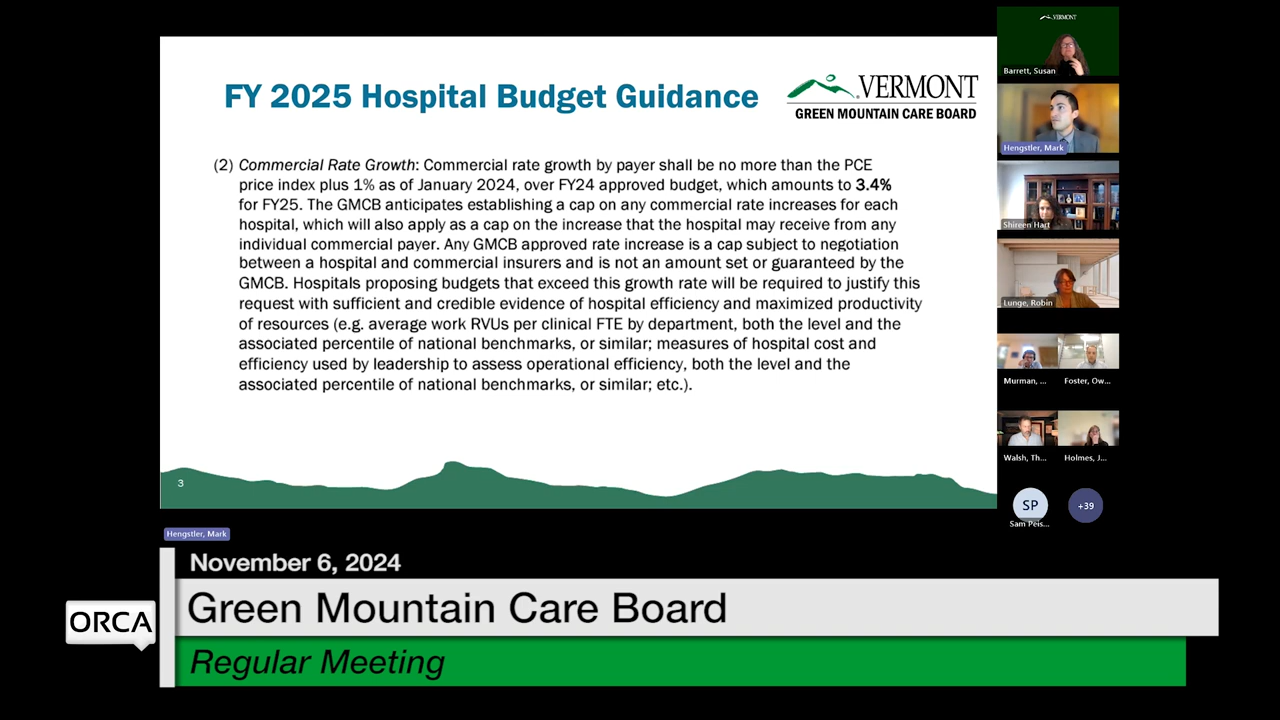 FY 2025 Hospital Budget Guidance
VERMONT
GREEN MOUNTAIN CARE BOARD
(2) Commercial Rate Growth: Commercial rate growth by payer shall be no more than the PCE
price index plus 1% as of January 2024, over FY24 approved budget, which amounts to 3.4%
for FY25. The GMCB anticipates establishing a cap on any commercial rate increases for each
hospital, which will also apply as a cap on the increase that the hospital may receive from any
individual commercial payer. Any GMCB approved rate increase is a cap subject to negotiation
between a hospital and commercial insurers and is not an amount set or guaranteed by the
GMCB. Hospitals proposing budgets that exceed this growth rate will be required to justify this
request with sufficient and credible evidence of hospital efficiency and maximized productivity
of resources (e.g. average work RVUs per clinical FTE by department, both the level and the
associated percentile of national benchmarks, or similar; measures of hospital cost and
efficiency used by leadership to assess operational efficiency, both the level and the
associated percentile of national benchmarks, or similar; etc.).
3
Hengstler, Mark
VERMONT
Barrett, Susan
Hengstler, Mark
Shireen Hart
Lunge, Robin
Murman, ...
Foster, Ow...
Walsh, Th...
Holmes, J...
SP
+39
Sam Peis...
November 6, 2024
ORCA
Green Mountain Care Board
Regular Meeting